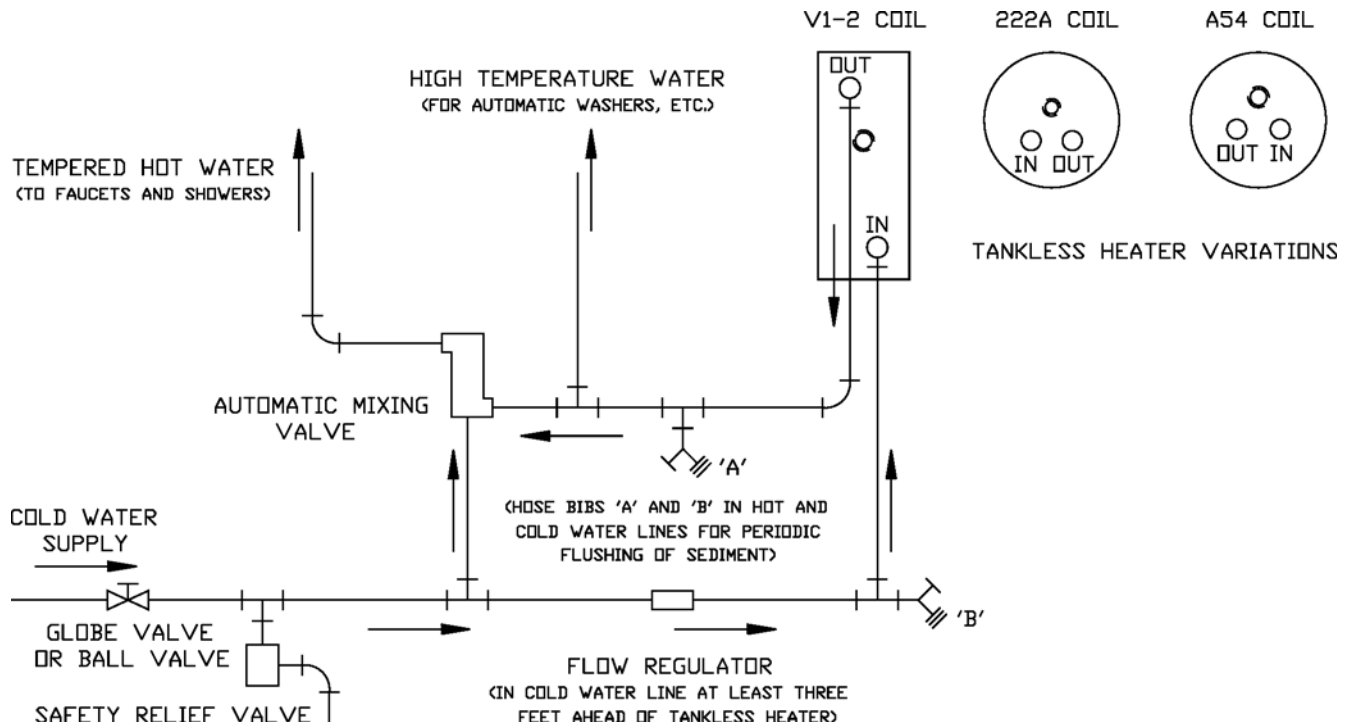 V1-2 COIL
222A COIL
A54 COIL
OUT
IN
IN OUT
OUT IN
TANKLESS HEATER VARIATIONS
HIGH TEMPERATURE WATER
(FOR AUTOMATIC WASHERS, ETC.)
TEMPERED HOT WATER
(TO FAUCETS AND SHOWERS)
AUTOMATIC MIXING
VALVE
'A'
(HOSE BIBS 'A' AND 'B' IN HOT AND
COLD WATER LINES FOR PERIODIC
FLUSHING OF SEDIMENT)
COLD WATER
SUPPLY
'B'
GLOBE VALVE
OR BALL VALVE
FLOW REGULATOR
(IN COLD WATER LINE AT LEAST THREE
FEET AHEAD OF TANKLESS HEATER)
SAFETY RELIEF VALVE